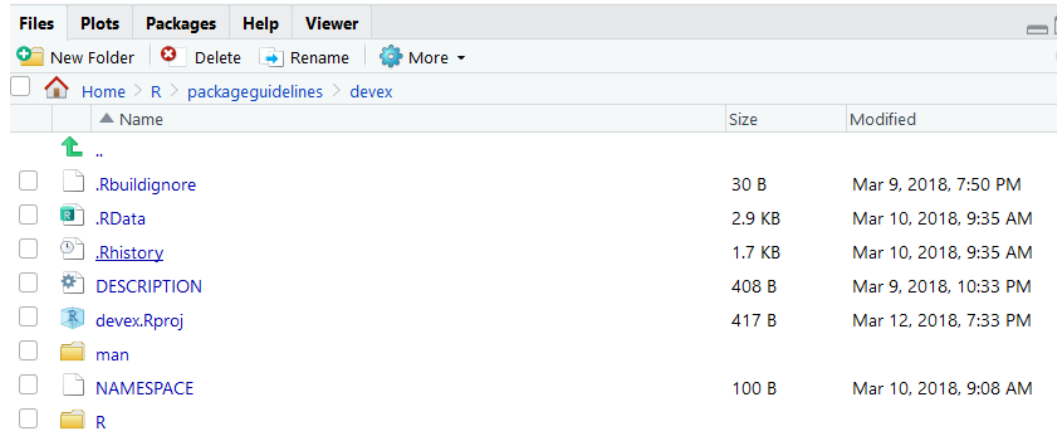 Files Plots Packages Help Viewer
New Folder Delete Rename More
Home R packageguidelines devex
Name Size Modified
..
.Rbuildignore 30 B Mar 9, 2018, 7:50 PM
.RData 2.9 KB Mar 10, 2018, 9:35 AM
.Rhistory 1.7 KB Mar 10, 2018, 9:35 AM
DESCRIPTION 408 B Mar 9, 2018, 10:33 PM
devex.Rproj 417 B Mar 12, 2018, 7:33 PM
man
NAMESPACE 100 B Mar 10, 2018, 9:08 AM
R